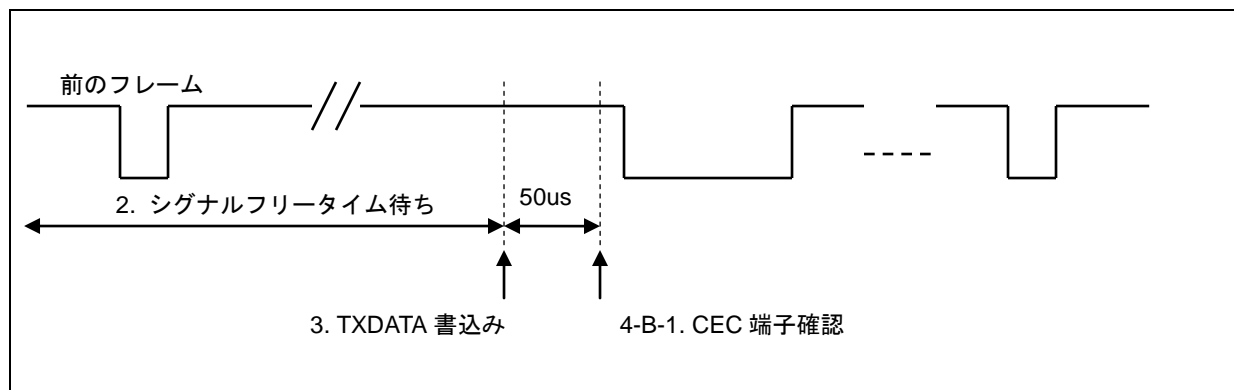 前のフレーム
2. シグナルフリータイム待ち
50us
3. TXDATA 書込み
4-B-1. CEC 端子確認